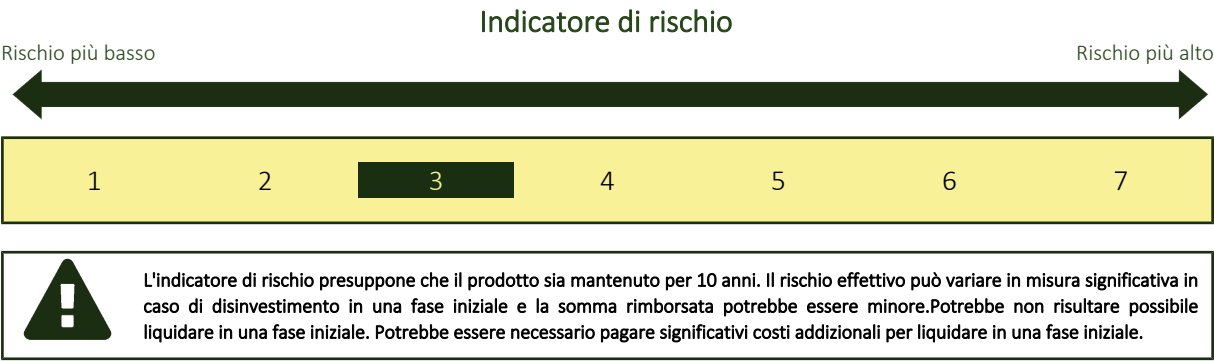 Indicatore di rischio
Rischio più basso
Rischio più alto
1 2 3 4 5 6 7
L'indicatore di rischio presuppone che il prodotto sia mantenuto per 10 anni. Il rischio effettivo può variare in misura significativa in
caso di disinvestimento in una fase iniziale e la somma rimborsata potrebbe essere minore.Potrebbe non risultare possibile
liquidare in una fase iniziale. Potrebbe essere necessario pagare significativi costi addizionali per liquidare in una fase iniziale.